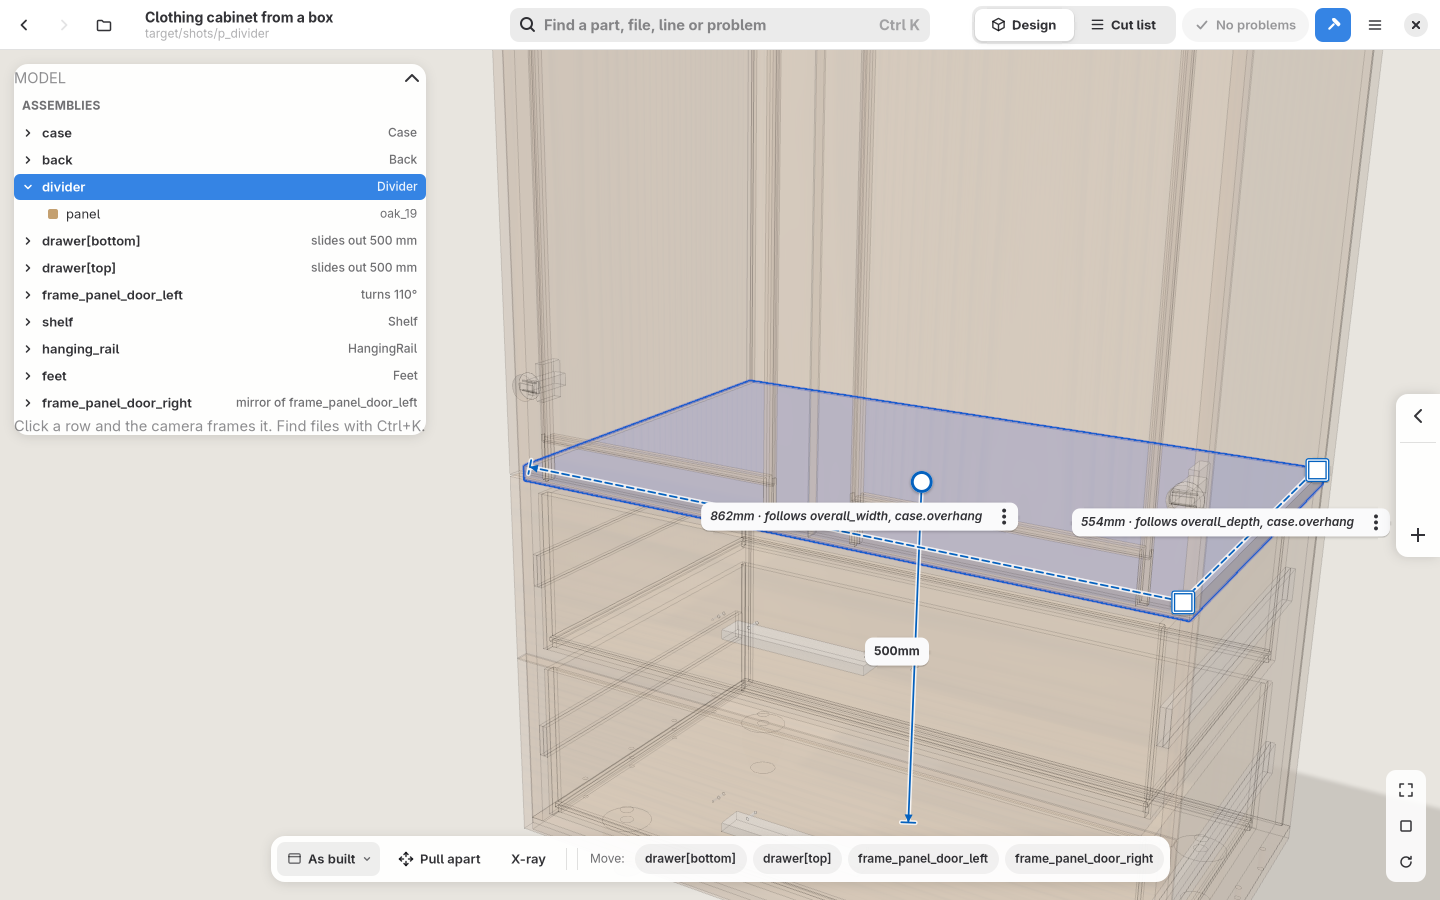 Clothing cabinet from a box
target/shots/p_divider
Find a part, file, line or problem
Ctrl K
Design
Cut list
No problems
MODEL
ASSEMBLIES
case Case
back Back
divider Divider
panel oak_19
drawer[bottom] slides out 500 mm
drawer[top] slides out 500 mm
frame_panel_door_left turns 110°
shelf Shelf
hanging_rail HangingRail
feet Feet
frame_panel_door_right mirror of frame_panel_door_left
Click a row and the camera frames it. Find files with Ctrl+K.
862mm · follows overall_width, case.overhang
554mm · follows overall_depth, case.overhang
500mm
As built
Pull apart
X-ray
Move:
drawer[bottom]
drawer[top]
frame_panel_door_left
frame_panel_door_right